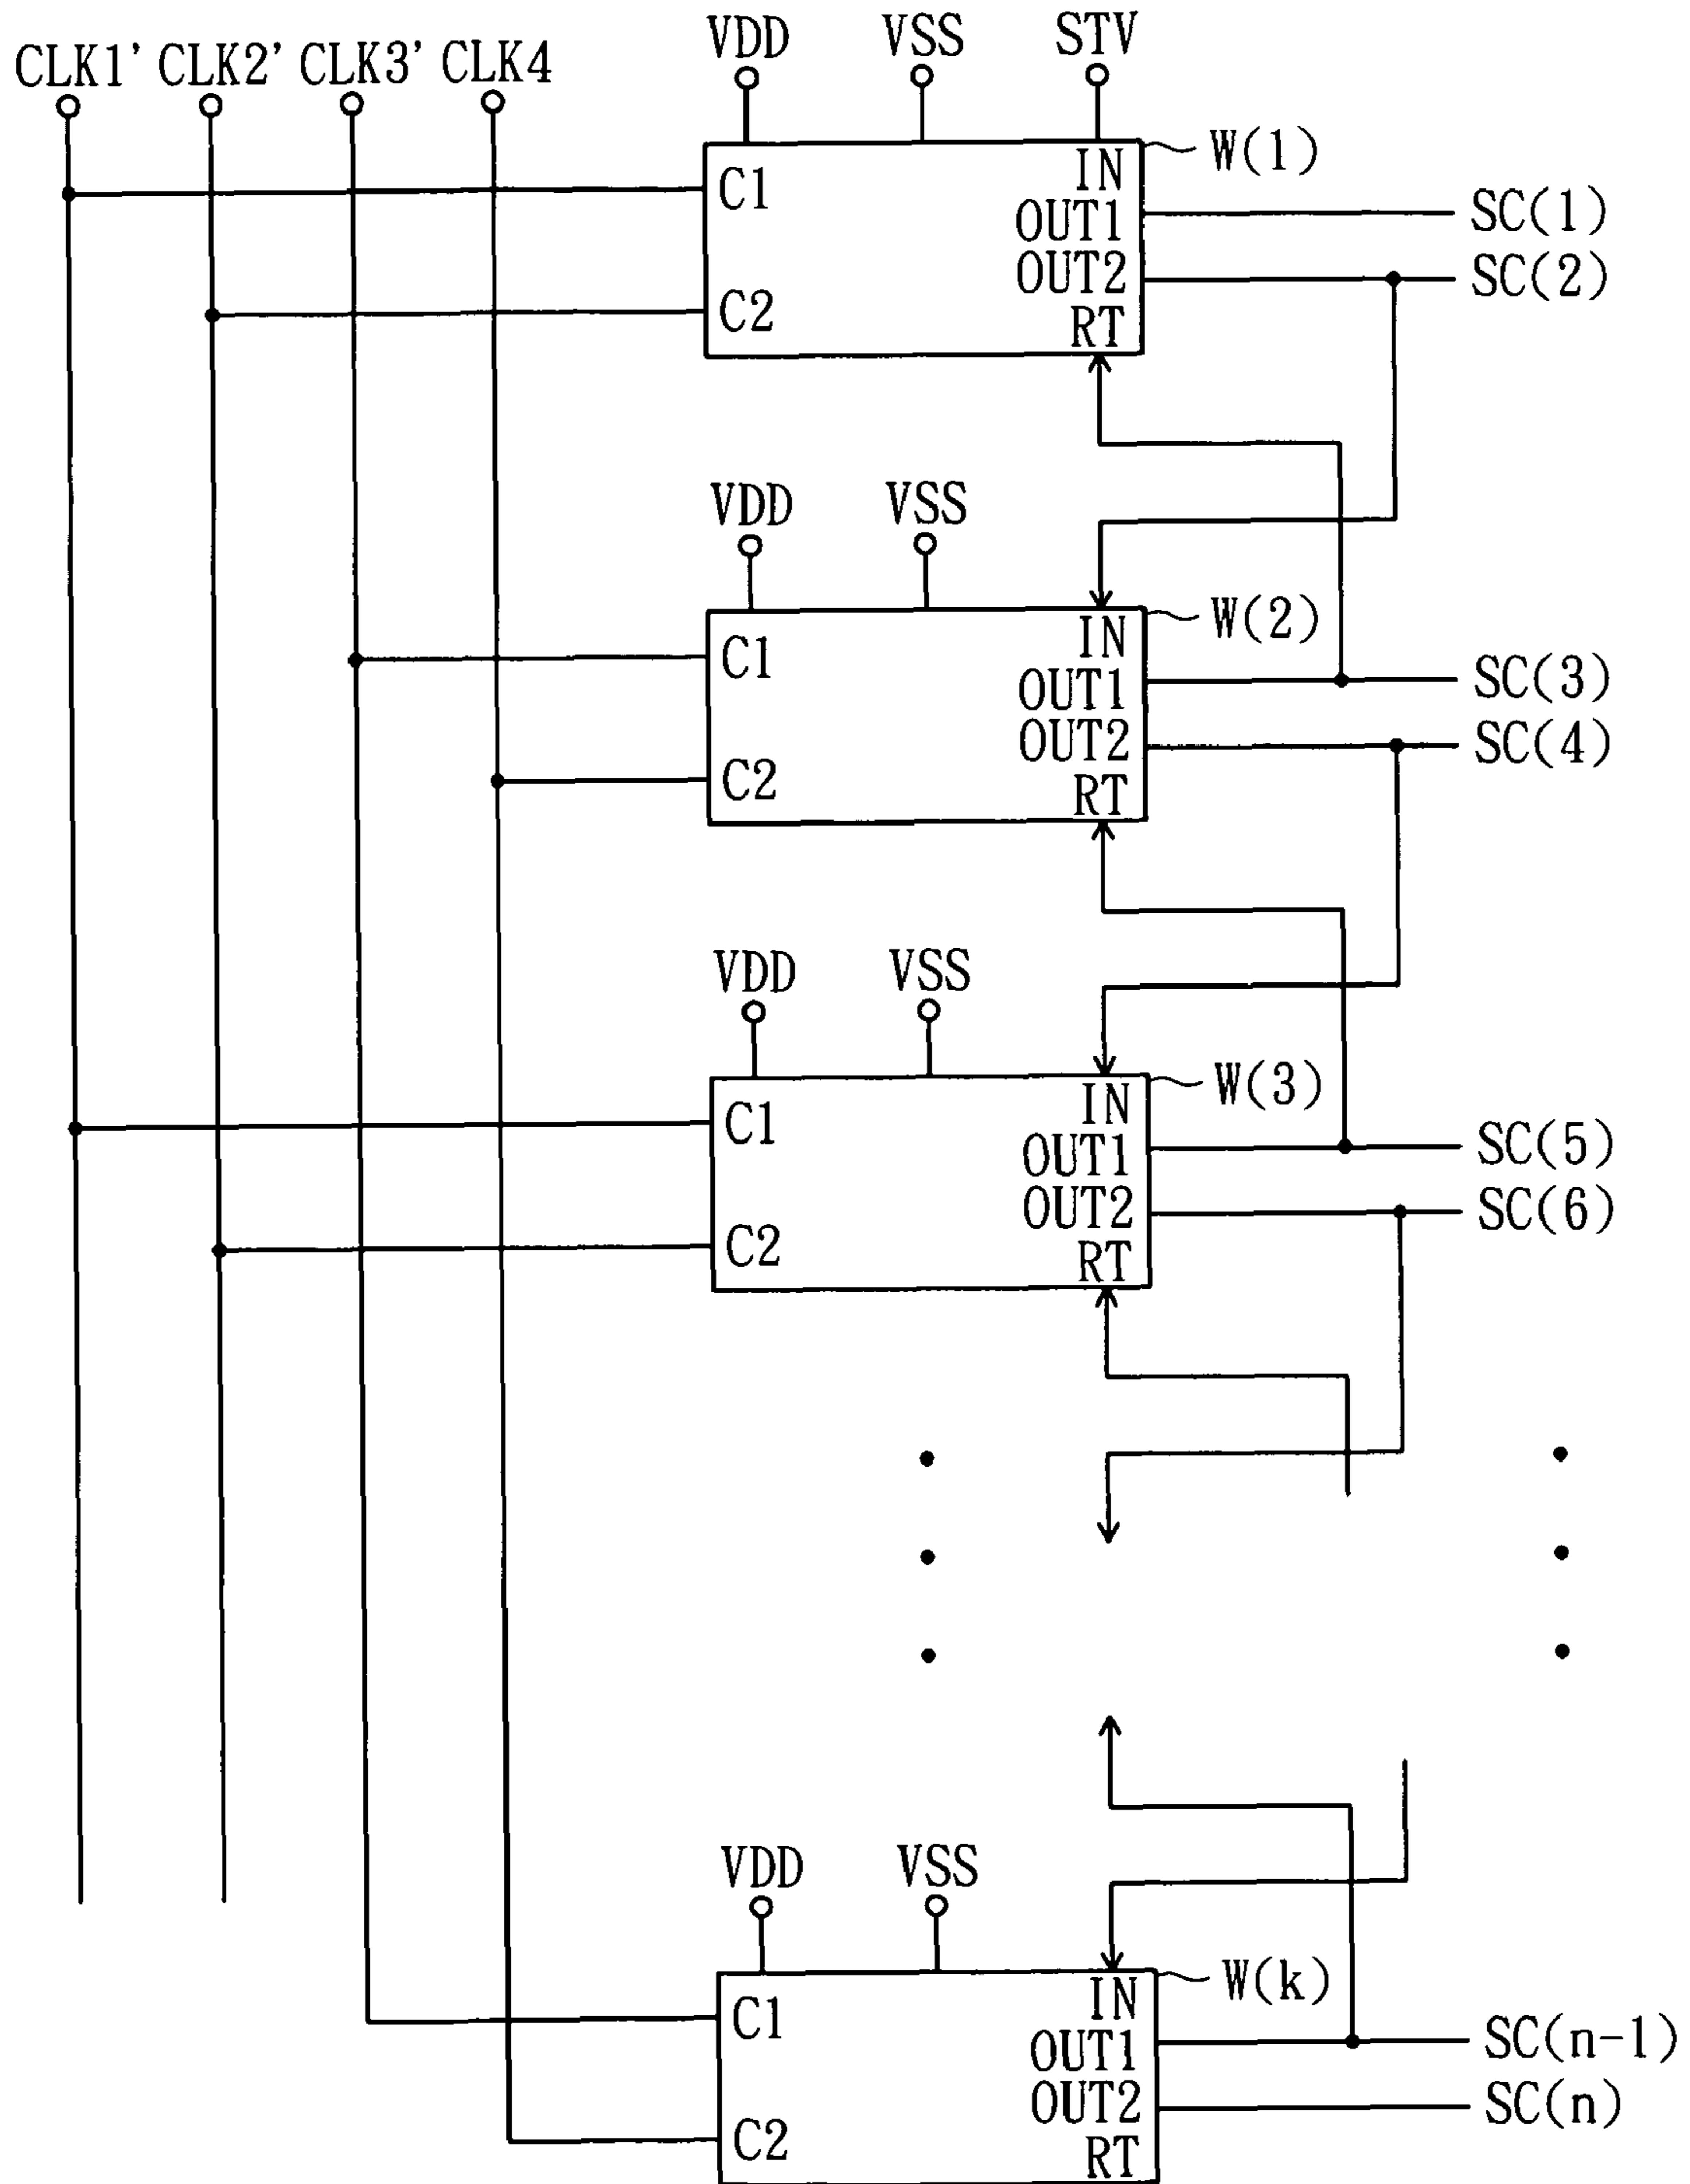 CLK1' CLK2' CLK3' CLK4
VDD VSS STV
W(1)
C1 IN
OUT1 SC(1)
OUT2 SC(2)
C2 RT
VDD VSS
W(2)
C1 IN
OUT1 SC(3)
OUT2 SC(4)
C2 RT
VDD VSS
W(3)
C1 IN
OUT1 SC(5)
OUT2 SC(6)
C2 RT
VDD VSS
W(k)
C1 IN
OUT1 SC(n-1)
OUT2 SC(n)
C2 RT